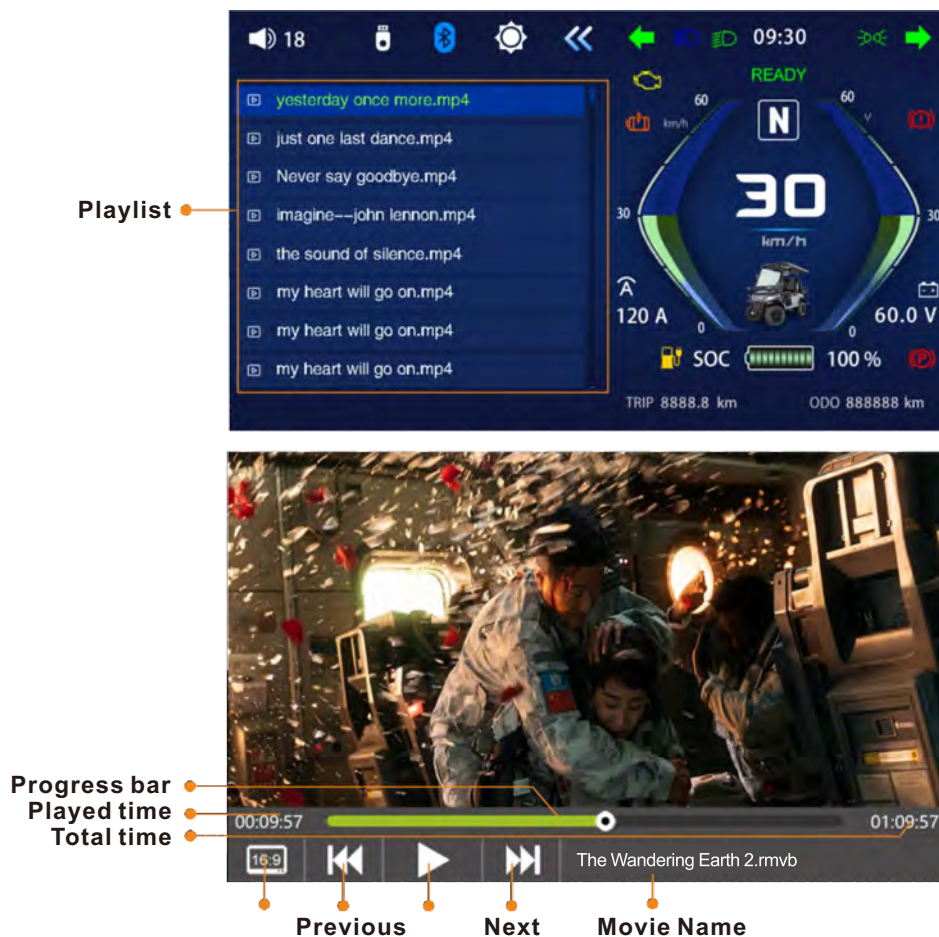 18
09:30
READY
Playlist
yesterday once more.mp4
just one last dance.mp4
Never say goodbye.mp4
imagine--john lennon.mp4
the sound of silence.mp4
my heart will go on.mp4
my heart will go on.mp4
my heart will go on.mp4
60
60
km/h
N
V
30
30
30
km/h
A
120 A
0
0
60.0 V
SOC
100 %
P
TRIP 8888.8 km
ODO 888888 km
Progress bar
Played time
Total time
00:09:57
01:09:57
16:9
The Wandering Earth 2.rmvb
Previous
Next
Movie Name